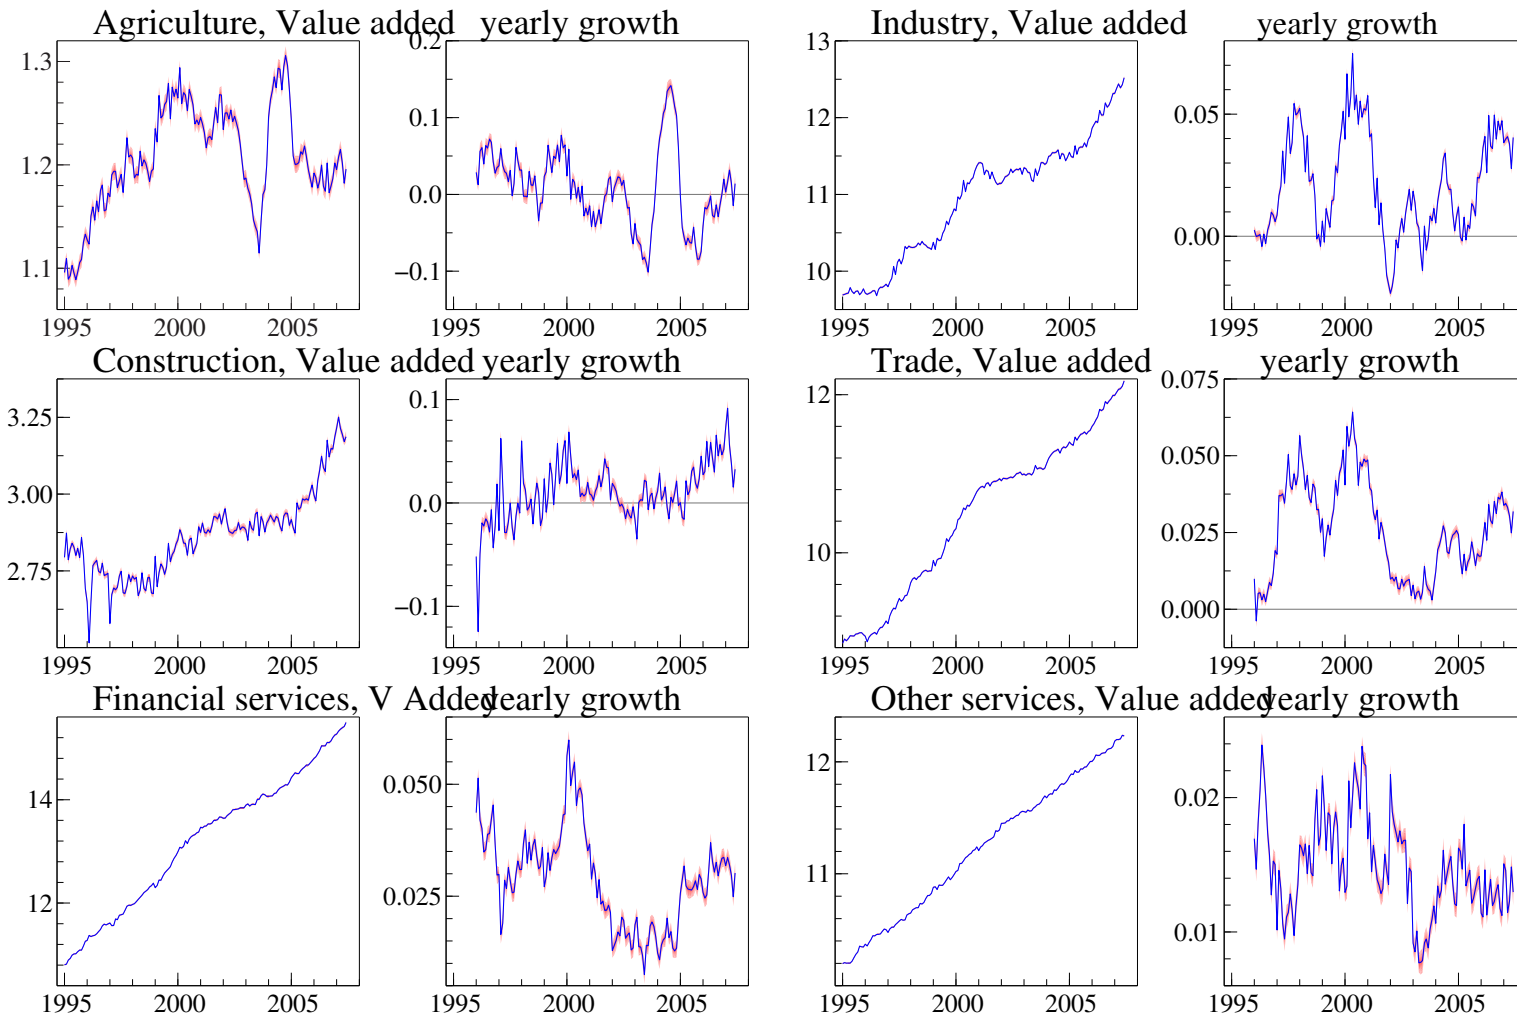 Agriculture, Value added
yearly growth
Industry, Value added
yearly growth
1.3
1.2
1.1
1995 2000 2005
0.2
0.1
0.0
−0.1
1995 2000 2005
13
12
11
10
1995 2000 2005
0.05
0.00
1995 2000 2005
Construction, Value added
yearly growth
Trade, Value added
yearly growth
3.25
3.00
2.75
1995 2000 2005
0.1
0.0
−0.1
1995 2000 2005
12
10
1995 2000 2005
0.075
0.050
0.025
0.000
1995 2000 2005
Financial services, V Added
yearly growth
Other services, Value added
yearly growth
14
12
1995 2000 2005
0.050
0.025
1995 2000 2005
12
11
1995 2000 2005
0.02
0.01
1995 2000 2005